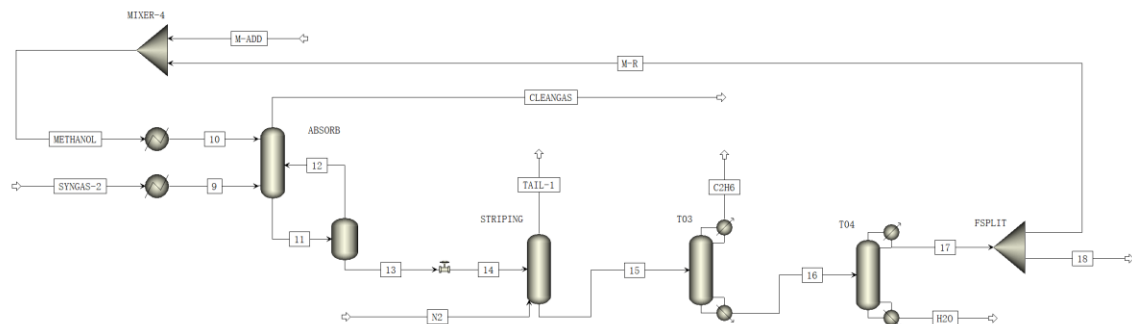 MIXER-4
M-ADD
M-R
CLEANGAS
METHANOL
10
ABSORB
12
SYNGAS-2
9
TAIL-1
C2H6
STRIPING
T03
T04
FSPLIT
11
17
18
13
14
15
16
N2
H2O